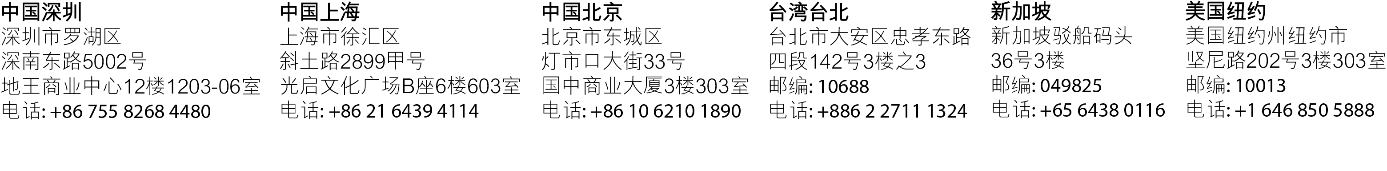 中国深圳
深圳市罗湖区
深南东路5002号
地王商业中心12楼1203-06室
电话: +86 755 8268 4480
中国上海
上海市徐汇区
斜土路2899甲号
光启文化广场B座6楼603室
电话: +86 21 6439 4114
中国北京
北京市东城区
灯市口大街33号
国中商业大厦3楼303室
电话: +86 10 6210 1890
台湾台北
台北市大安区忠孝东路
四段142号3楼之3
邮编: 10688
电话: +886 2 2711 1324
新加坡
新加坡驳船码头
36号3楼
邮编: 049825
电话: +65 6438 0116
美国纽约
美国纽约州纽约市
坚尼路202号3楼303室
邮编: 10013
电话: +1 646 850 5888